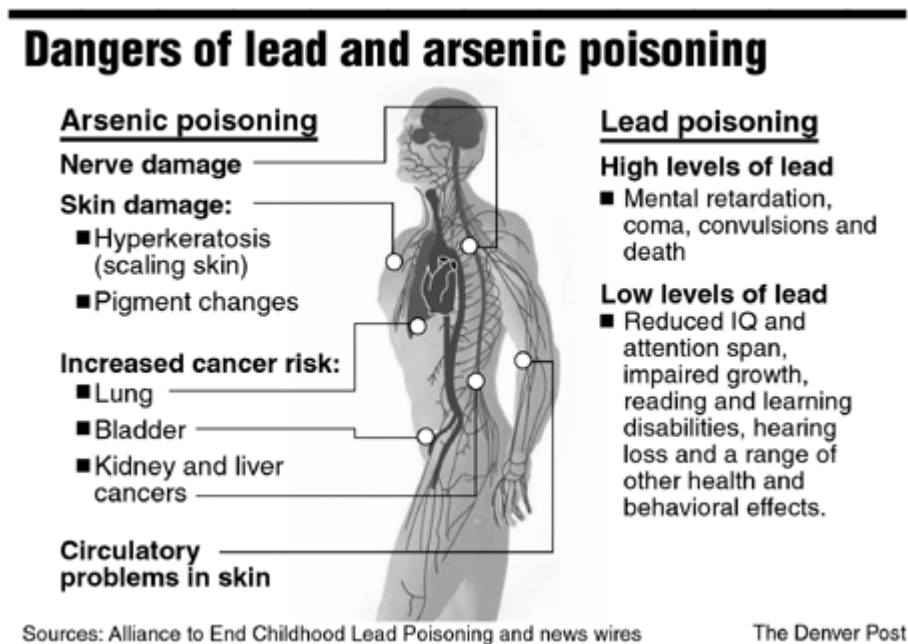 Dangers of lead and arsenic poisoning
Arsenic poisoning
Nerve damage
Skin damage:
■ Hyperkeratosis
(scaling skin)
■ Pigment changes
Increased cancer risk:
■ Lung
■ Bladder
■ Kidney and liver
cancers
Circulatory
problems in skin
Lead poisoning
High levels of lead
■ Mental retardation,
coma, convulsions and
death
Low levels of lead
■ Reduced IQ and
attention span,
impaired growth,
reading and learning
disabilities, hearing
loss and a range of
other health and
behavioral effects.
Sources: Alliance to End Childhood Lead Poisoning and news wires
The Denver Post